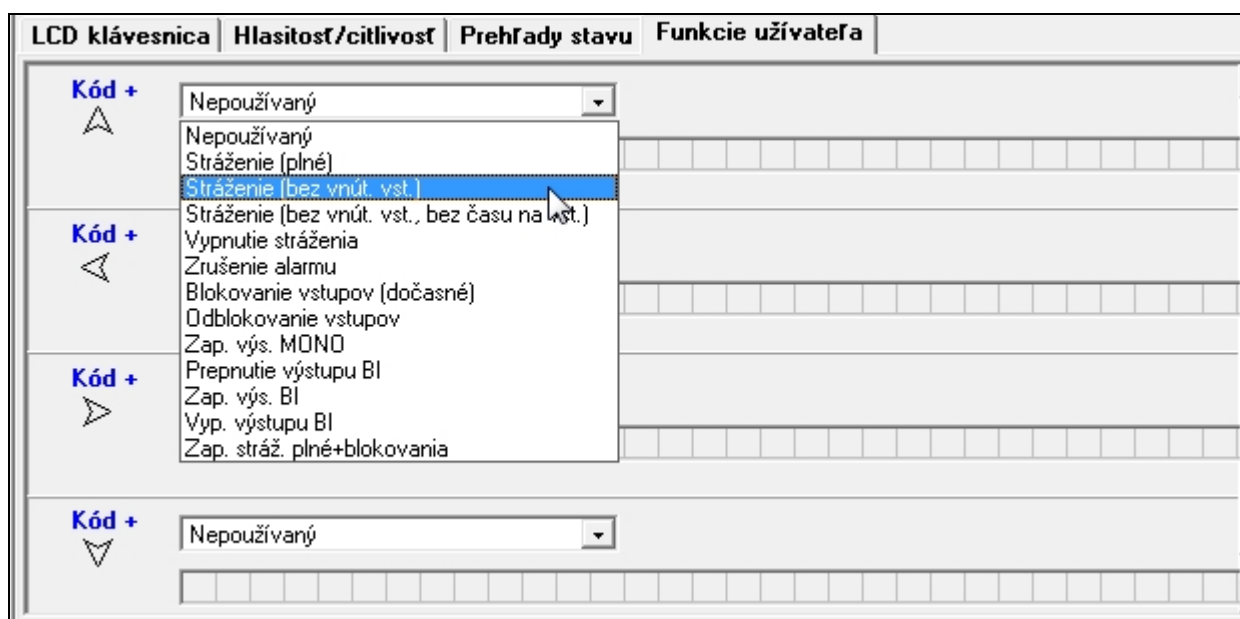 LCD klávesnica Hlasitosť/citlivosť Prehľady stavu Funkcie užívateľa
Kód +
Nepoužívaný
Nepoužívaný
Stráženie (plné)
Stráženie (bez vnút. vst.)
Stráženie (bez vnút. vst., bez času na vst.)
Vypnutie stráženia
Zrušenie alarmu
Blokovanie vstupov (dočasné)
Odblokovanie vstupov
Zap. výs. MONO
Prepnutie výstupu BI
Zap. výs. BI
Vyp. výstupu BI
Zap. stráž. plné+blokovania
Kód +
Kód +
Kód +
Nepoužívaný